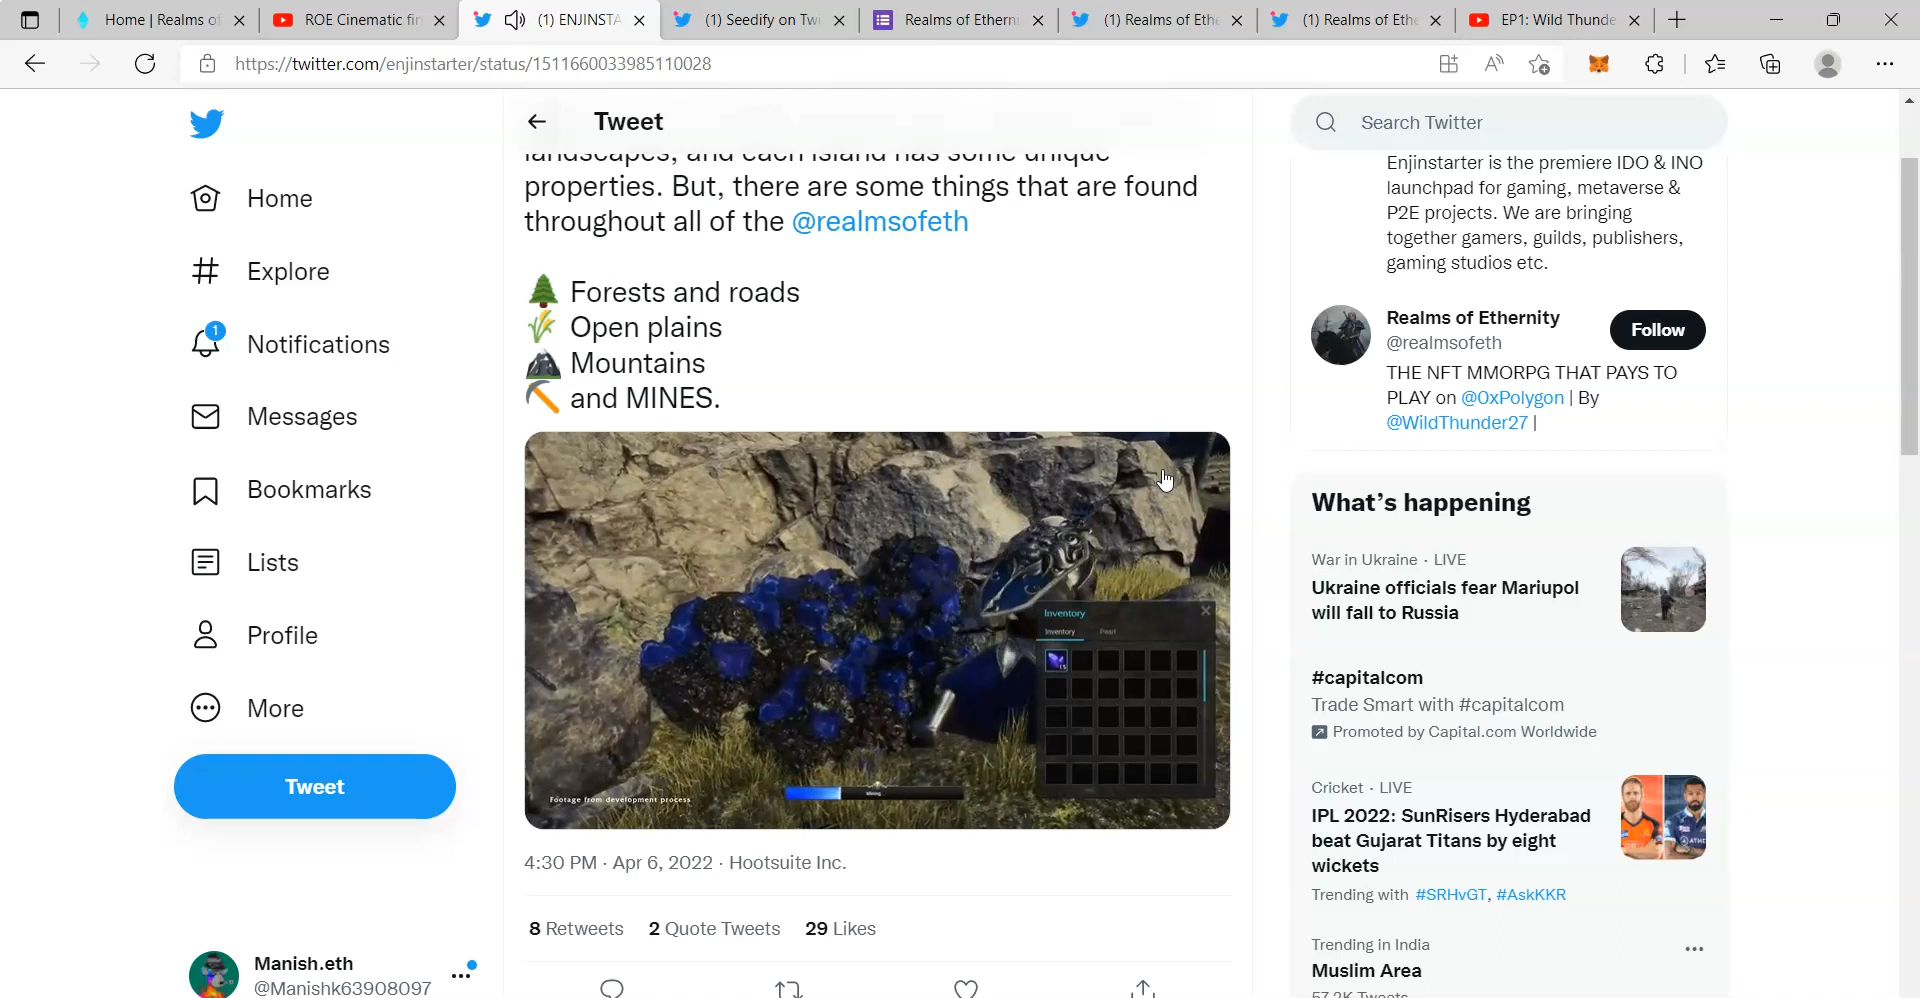 Home | Realms of
ROE Cinematic fin
(1) ENJINSTA
(1) Seedify on Tw
Realms of Ethern
(1) Realms of Eth
(1) Realms of Eth
EP1: Wild Thunde
https://twitter.com/enjinstarter/status/1511660033985110028
Home
Explore
1
Notifications
Messages
Bookmarks
Lists
Profile
More
Tweet
Manish.eth
@Manishk63908097
Tweet
landscapes, and each island has some unique
properties. But, there are some things that are found
throughout all of the @realmsofeth
Forests and roads
Open plains
Mountains
and MINES.
Inventory
Inventory Pearl
Mining...
Footage from development process
4:30 PM · Apr 6, 2022 · Hootsuite Inc.
8 Retweets 2 Quote Tweets 29 Likes
Search Twitter
Enjinstarter is the premiere IDO & INO
launchpad for gaming, metaverse &
P2E projects. We are bringing
together gamers, guilds, publishers,
gaming studios etc.
Realms of Ethernity
@realmsofeth
Follow
THE NFT MMORPG THAT PAYS TO
PLAY on @0xPolygon | By
@WildThunder27 |
What's happening
War in Ukraine · LIVE
Ukraine officials fear Mariupol
will fall to Russia
#capitalcom
Trade Smart with #capitalcom
Promoted by Capital.com Worldwide
Cricket · LIVE
IPL 2022: SunRisers Hyderabad
beat Gujarat Titans by eight
wickets
Trending with #SRHvGT, #AskKKR
Trending in India
Muslim Area
57.2K Tweets